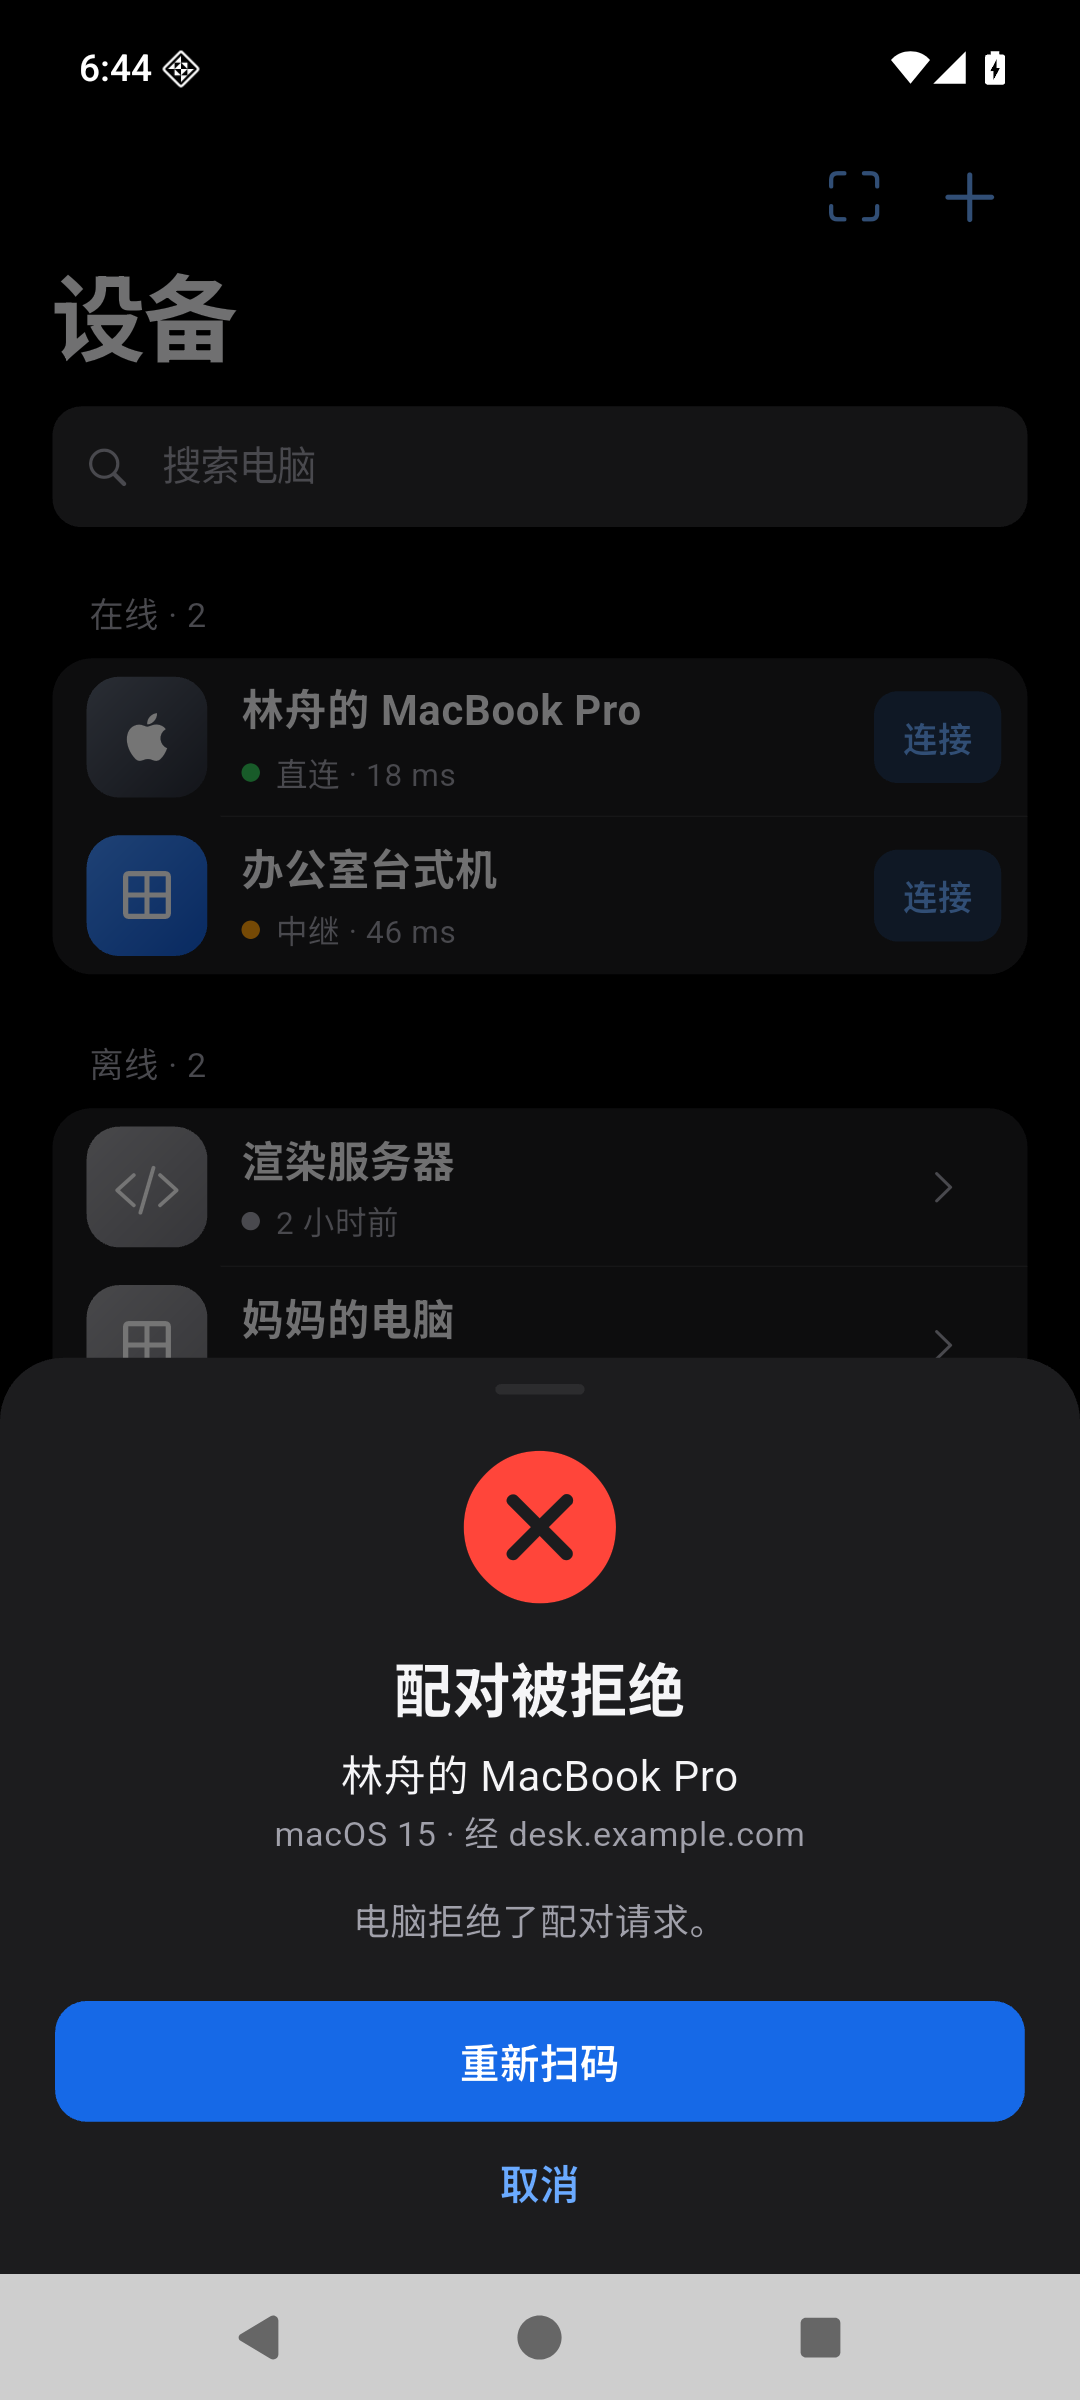 6:44
设备
搜索电脑
在线 · 2
林舟的 MacBook Pro
直连 · 18 ms
连接
办公室台式机
中继 · 46 ms
连接
离线 · 2
渲染服务器
2 小时前
妈妈的电脑
配对被拒绝
林舟的 MacBook Pro
macOS 15 · 经 desk.example.com
电脑拒绝了配对请求。
重新扫码
取消